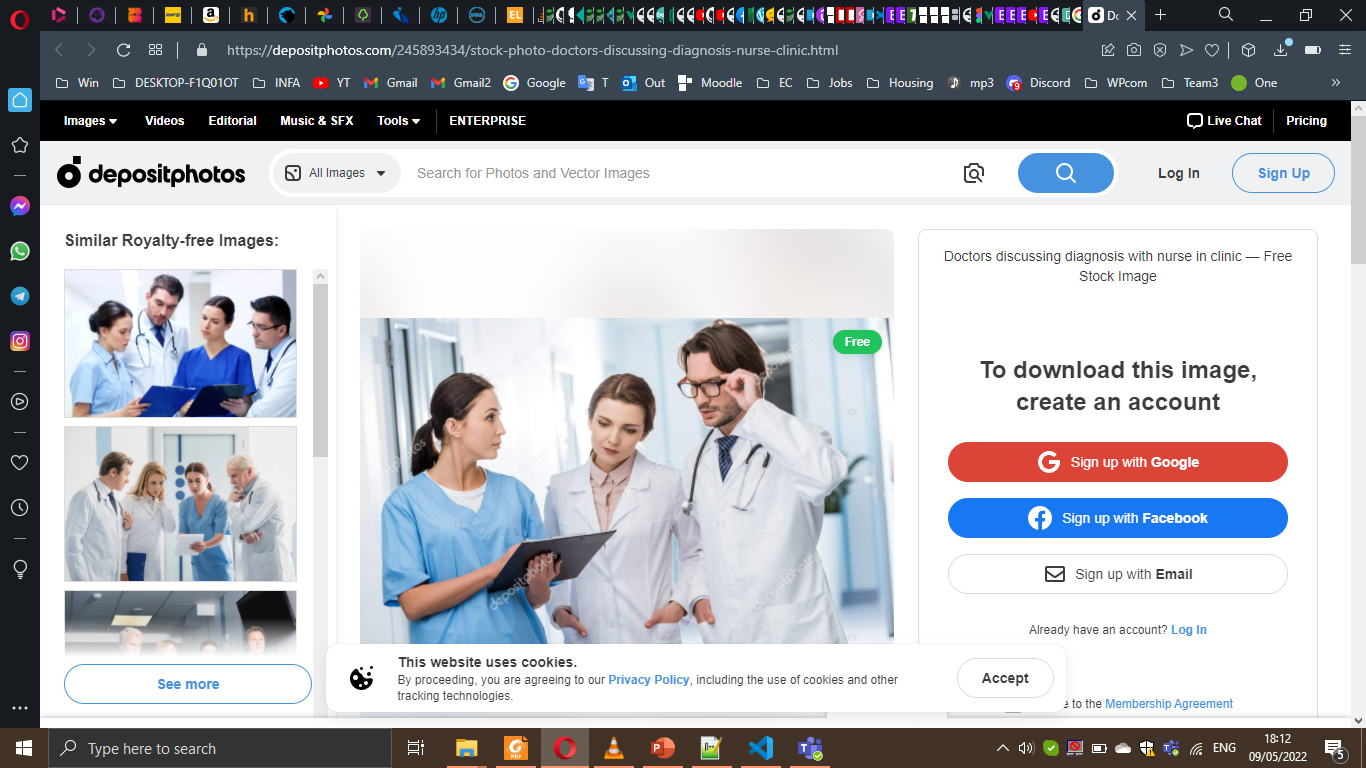 Do
https://depositphotos.com/245893434/stock-photo-doctors-discussing-diagnosis-nurse-clinic.html
Win
DESKTOP-F1Q01OT
INFA
YT
Gmail
Gmail2
Google
T
Out
Moodle
EC
Jobs
Housing
mp3
Discord
WPcom
Team3
One
»
Images
Videos
Editorial
Music & SFX
Tools
ENTERPRISE
Live Chat
Pricing
depositphotos
All Images
Search for Photos and Vector Images
Log In
Sign Up
Similar Royalty-free Images:
See more
Free
depositphotos
Doctors discussing diagnosis with nurse in clinic — Free
Stock Image
To download this image,
create an account
Sign up with Google
Sign up with Facebook
Sign up with Email
Already have an account? Log In
e to the Membership Agreement
This website uses cookies.
By proceeding, you are agreeing to our Privacy Policy, including the use of cookies and other
tracking technologies.
Accept
Type here to search
ENG
18:12
09/05/2022
5